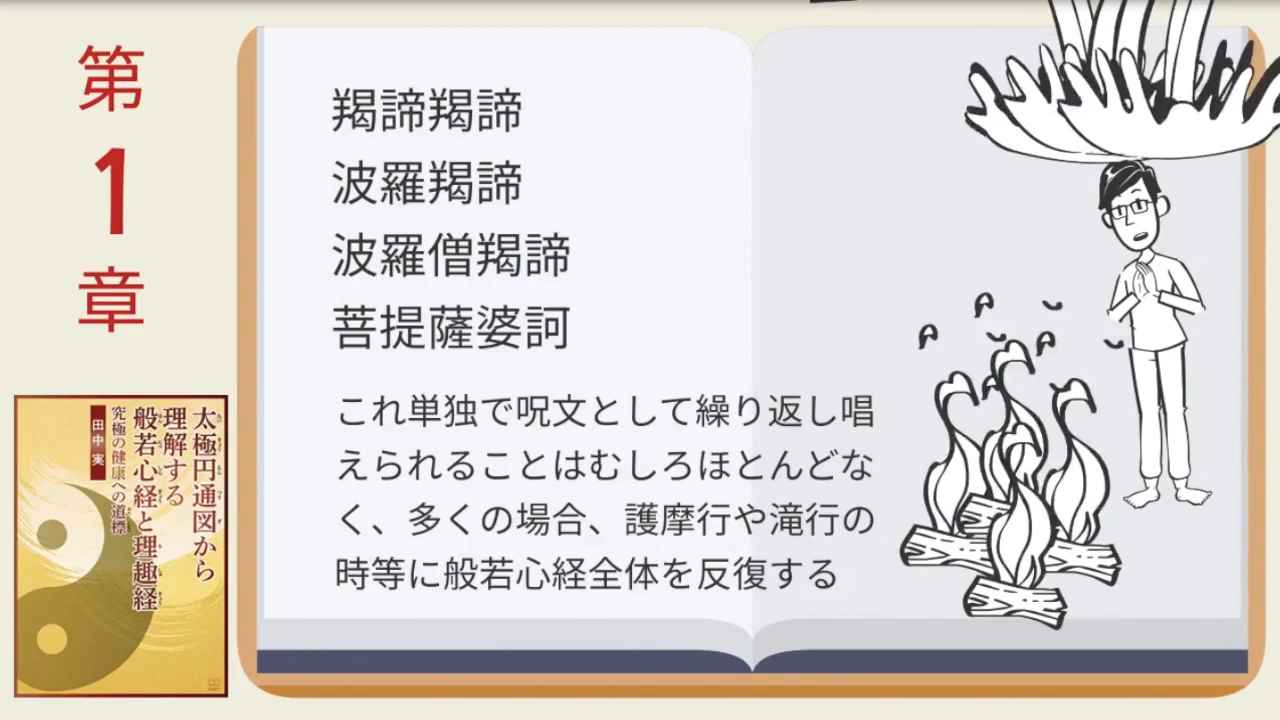 第
1
章
羯諦羯諦
波羅羯諦
波羅僧羯諦
菩提薩婆訶
これ単独で呪文として繰り返し唱
えられることはむしろほとんどな
く、多くの場合、護摩行や滝行の
時等に般若心経全体を反復する
太極円通図から
理解する
般若心経と理趣経
究極の健康への道標
田中 実